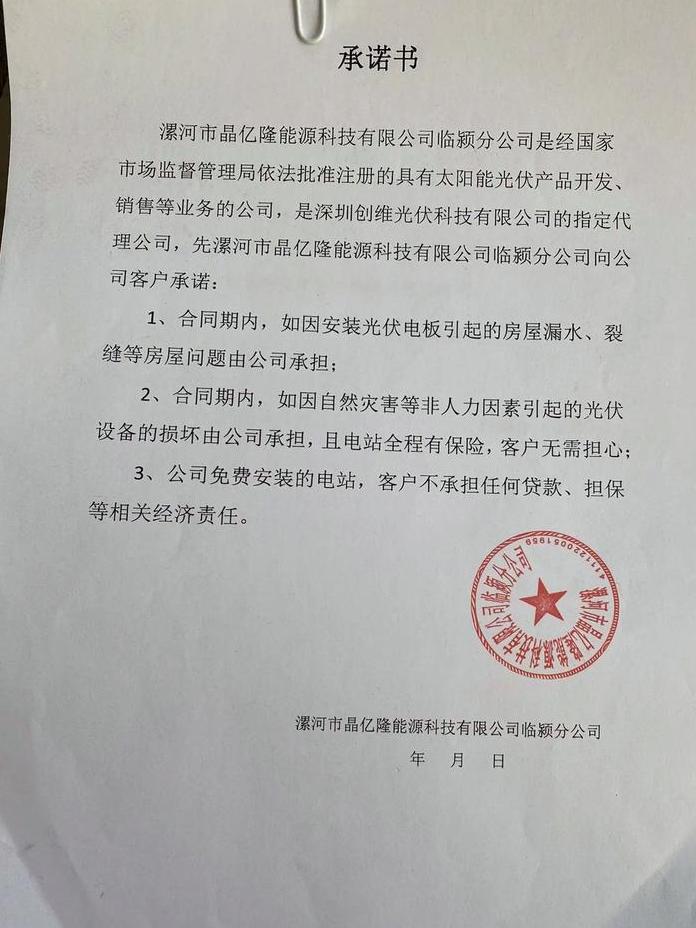 承诺书
漯河市晶亿隆能源科技有限公司临颍分公司是经国家
市场监督管理局依法批准注册的具有太阳能光伏产品开发、
销售等业务的公司，是深圳创维光伏科技有限公司的指定代
理公司，先漯河市晶亿隆能源科技有限公司临颍分公司向公
司客户承诺：
1、合同期内，如因安装光伏电板引起的房屋漏水、裂
缝等房屋问题由公司承担；
2、合同期内，如因自然灾害等非人力因素引起的光伏
设备的损坏由公司承担，且电站全程有保险，客户无需担心；
3、公司免费安装的电站，客户不承担任何贷款、担保
等相关经济责任。
漯河市晶亿隆能源科技有限公司临颍分公司
4111220051959
漯河市晶亿隆能源科技有限公司临颍分公司
年 月 日